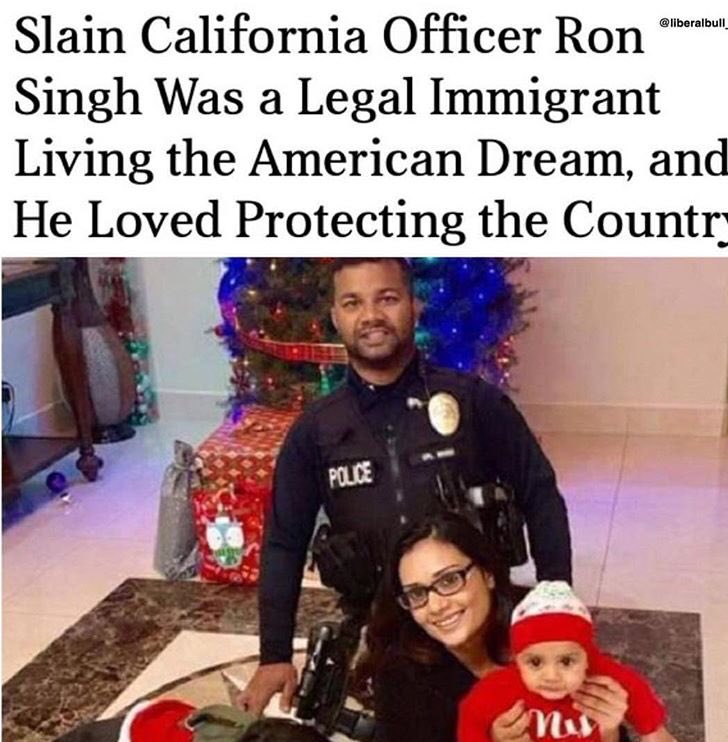 @liberalbull_
Slain California Officer Ron
Singh Was a Legal Immigrant
Living the American Dream, and
He Loved Protecting the Country
POLICE